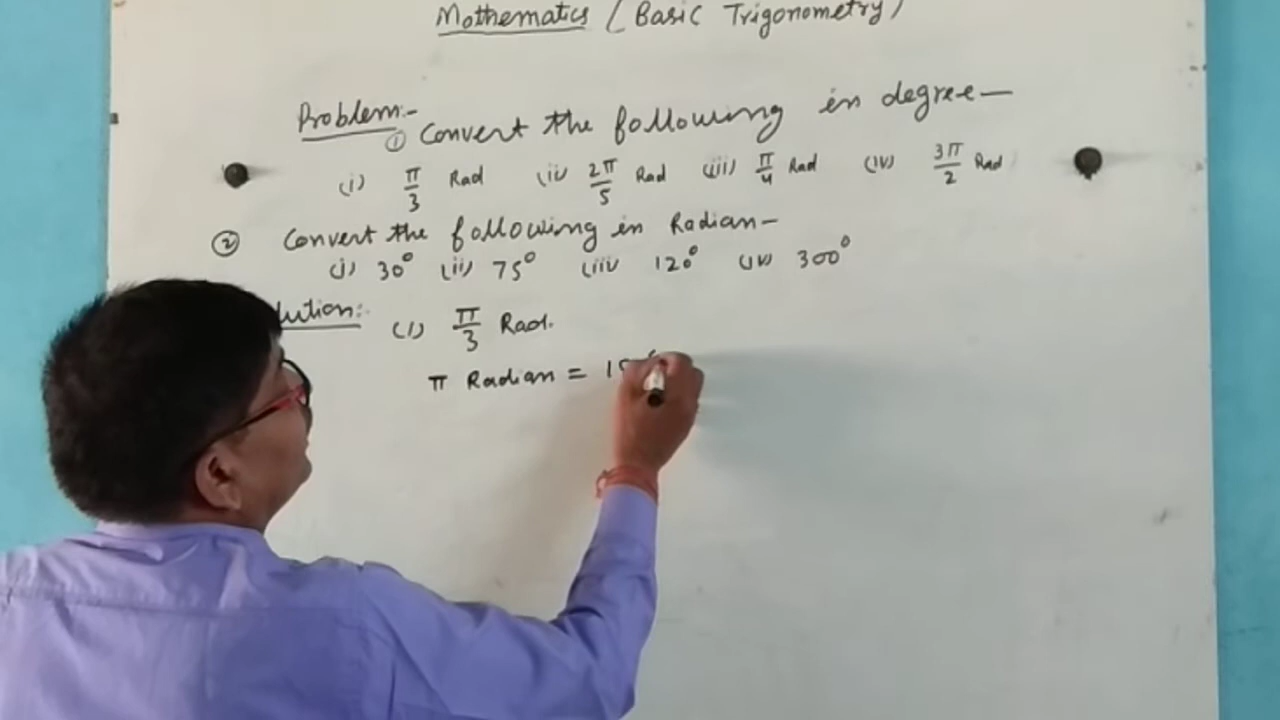 Mathematics (Basic Trigonometry)
Problem:-
① Convert the following in degree—
(i) π/3 Rad (ii) 2π/5 Rad (iii) π/4 Rad (iv) 3π/2 Rad
② Convert the following in Radian—
(i) 30° (ii) 75° (iii) 120° (iv) 300°
lution:- (i) π/3 Rad.
π Radian = 1